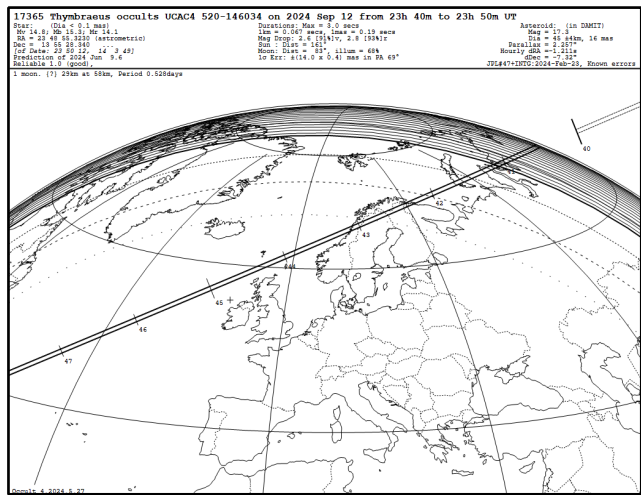 17365 Thymbraeus occults UCAC4 520-146034 on 2024 Sep 12 from 23h 40m to 23h 50m UT
Star: (Dia < 0.1 mas)
Mv 14.8; Mb 15.3; Mr 14.1
RA = 23 48 55.3230 (astrometric)
Dec = 13 55 28.340 ...
[of Date: 23 50 12, 14 3 49]
Prediction of 2024 Jun 9.6
Reliable 1.0 (good),
Durations: Max = 3.0 secs
1km = 0.067 secs, 1mas = 0.19 secs
Mag Drop: 2.6 [91%]v, 2.8 [93%]r
Sun : Dist = 161°
Moon: Dist = 83°, illum = 68%
1σ Err: ±(14.0 x 0.4) mas in PA 69°
Asteroid: (in DAMIT)
Mag = 17.3
Dia = 45 ±4km, 16 mas
Parallax = 2.257"
Hourly dRA =-1.211s
dDec = -7.32"
JPL#47+INTG:2024-Feb-23, Known errors
1 moon. {?} 29km at 58km, Period 0.528days
40
42
43
44
45
46
47
Occult 4.2024.5.27